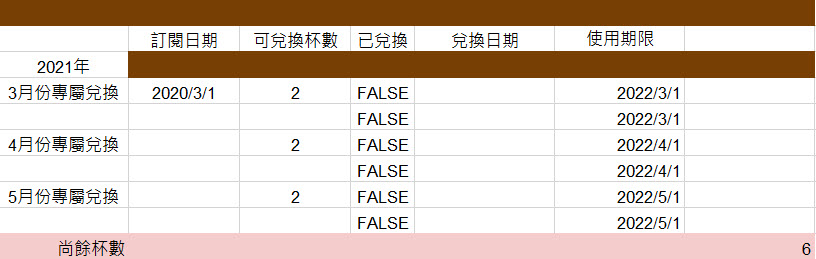 訂閱日期 可兌換杯數 已兌換 兌換日期 使用期限
2021年
3月份專屬兌換 2020/3/1 2 FALSE 2022/3/1
FALSE 2022/3/1
4月份專屬兌換 2 FALSE 2022/4/1
FALSE 2022/4/1
5月份專屬兌換 2 FALSE 2022/5/1
FALSE 2022/5/1
尚餘杯數 6